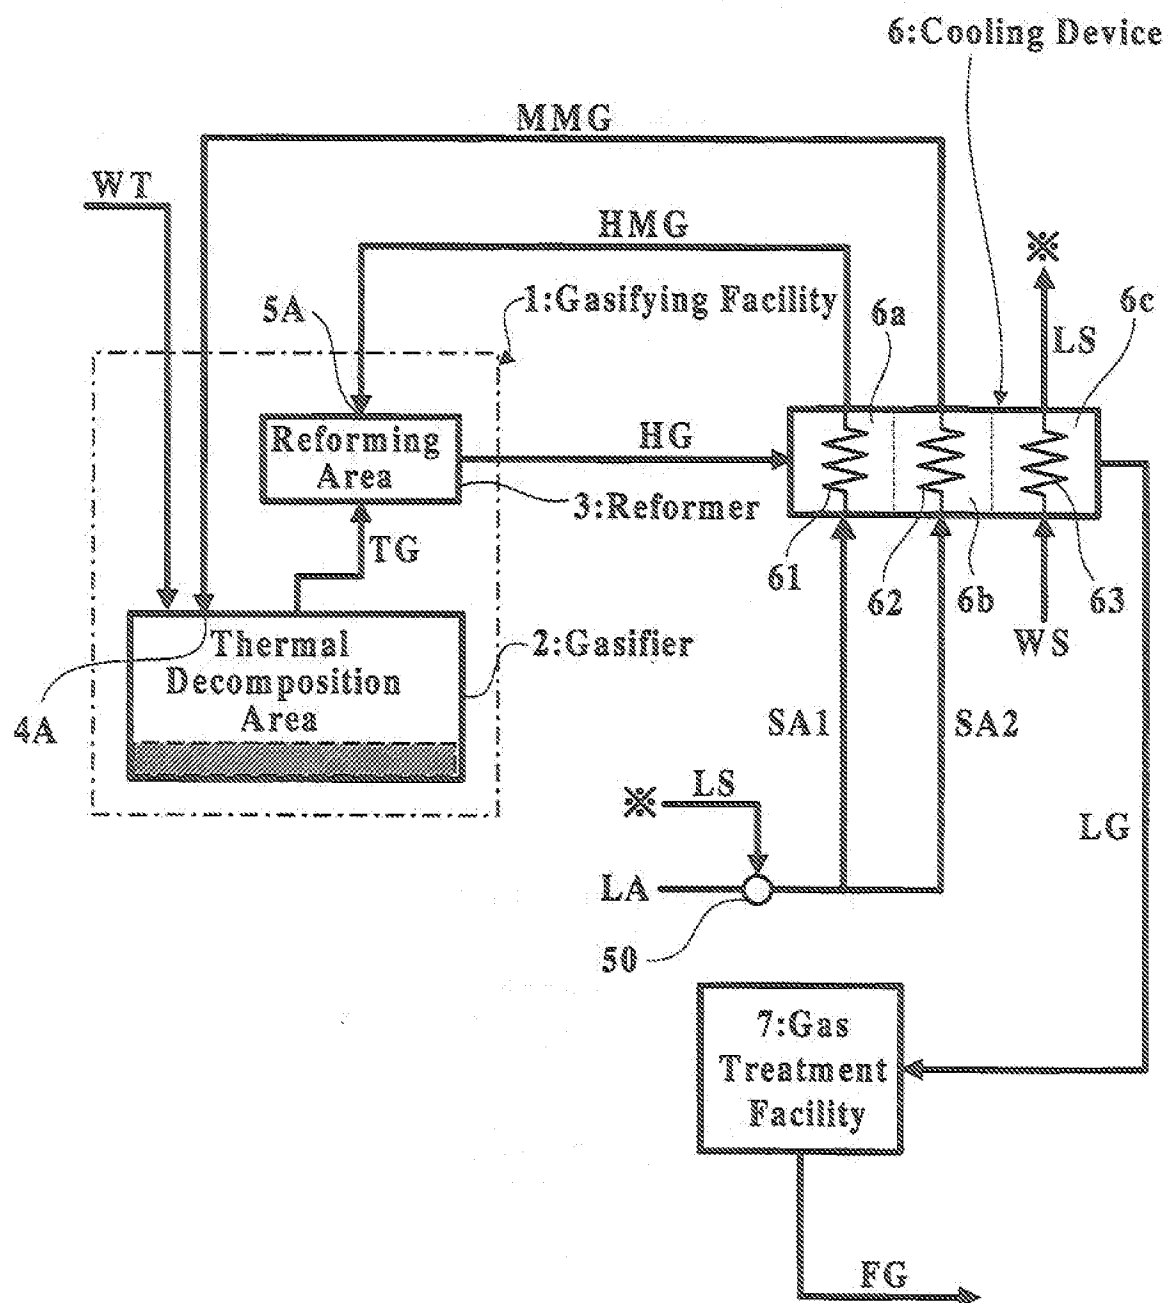 6:Cooling Device
MMG
WT
HMG
※
5A
1:Gasifying Facility
6a
6c
LS
Reforming
Area
HG
3:Reformer
TG
61
62
6b
63
WS
Thermal
Decomposition
Area
2:Gasifier
4A
SA1
SA2
※
LS
LG
LA
50
7:Gas
Treatment
Facility
FG